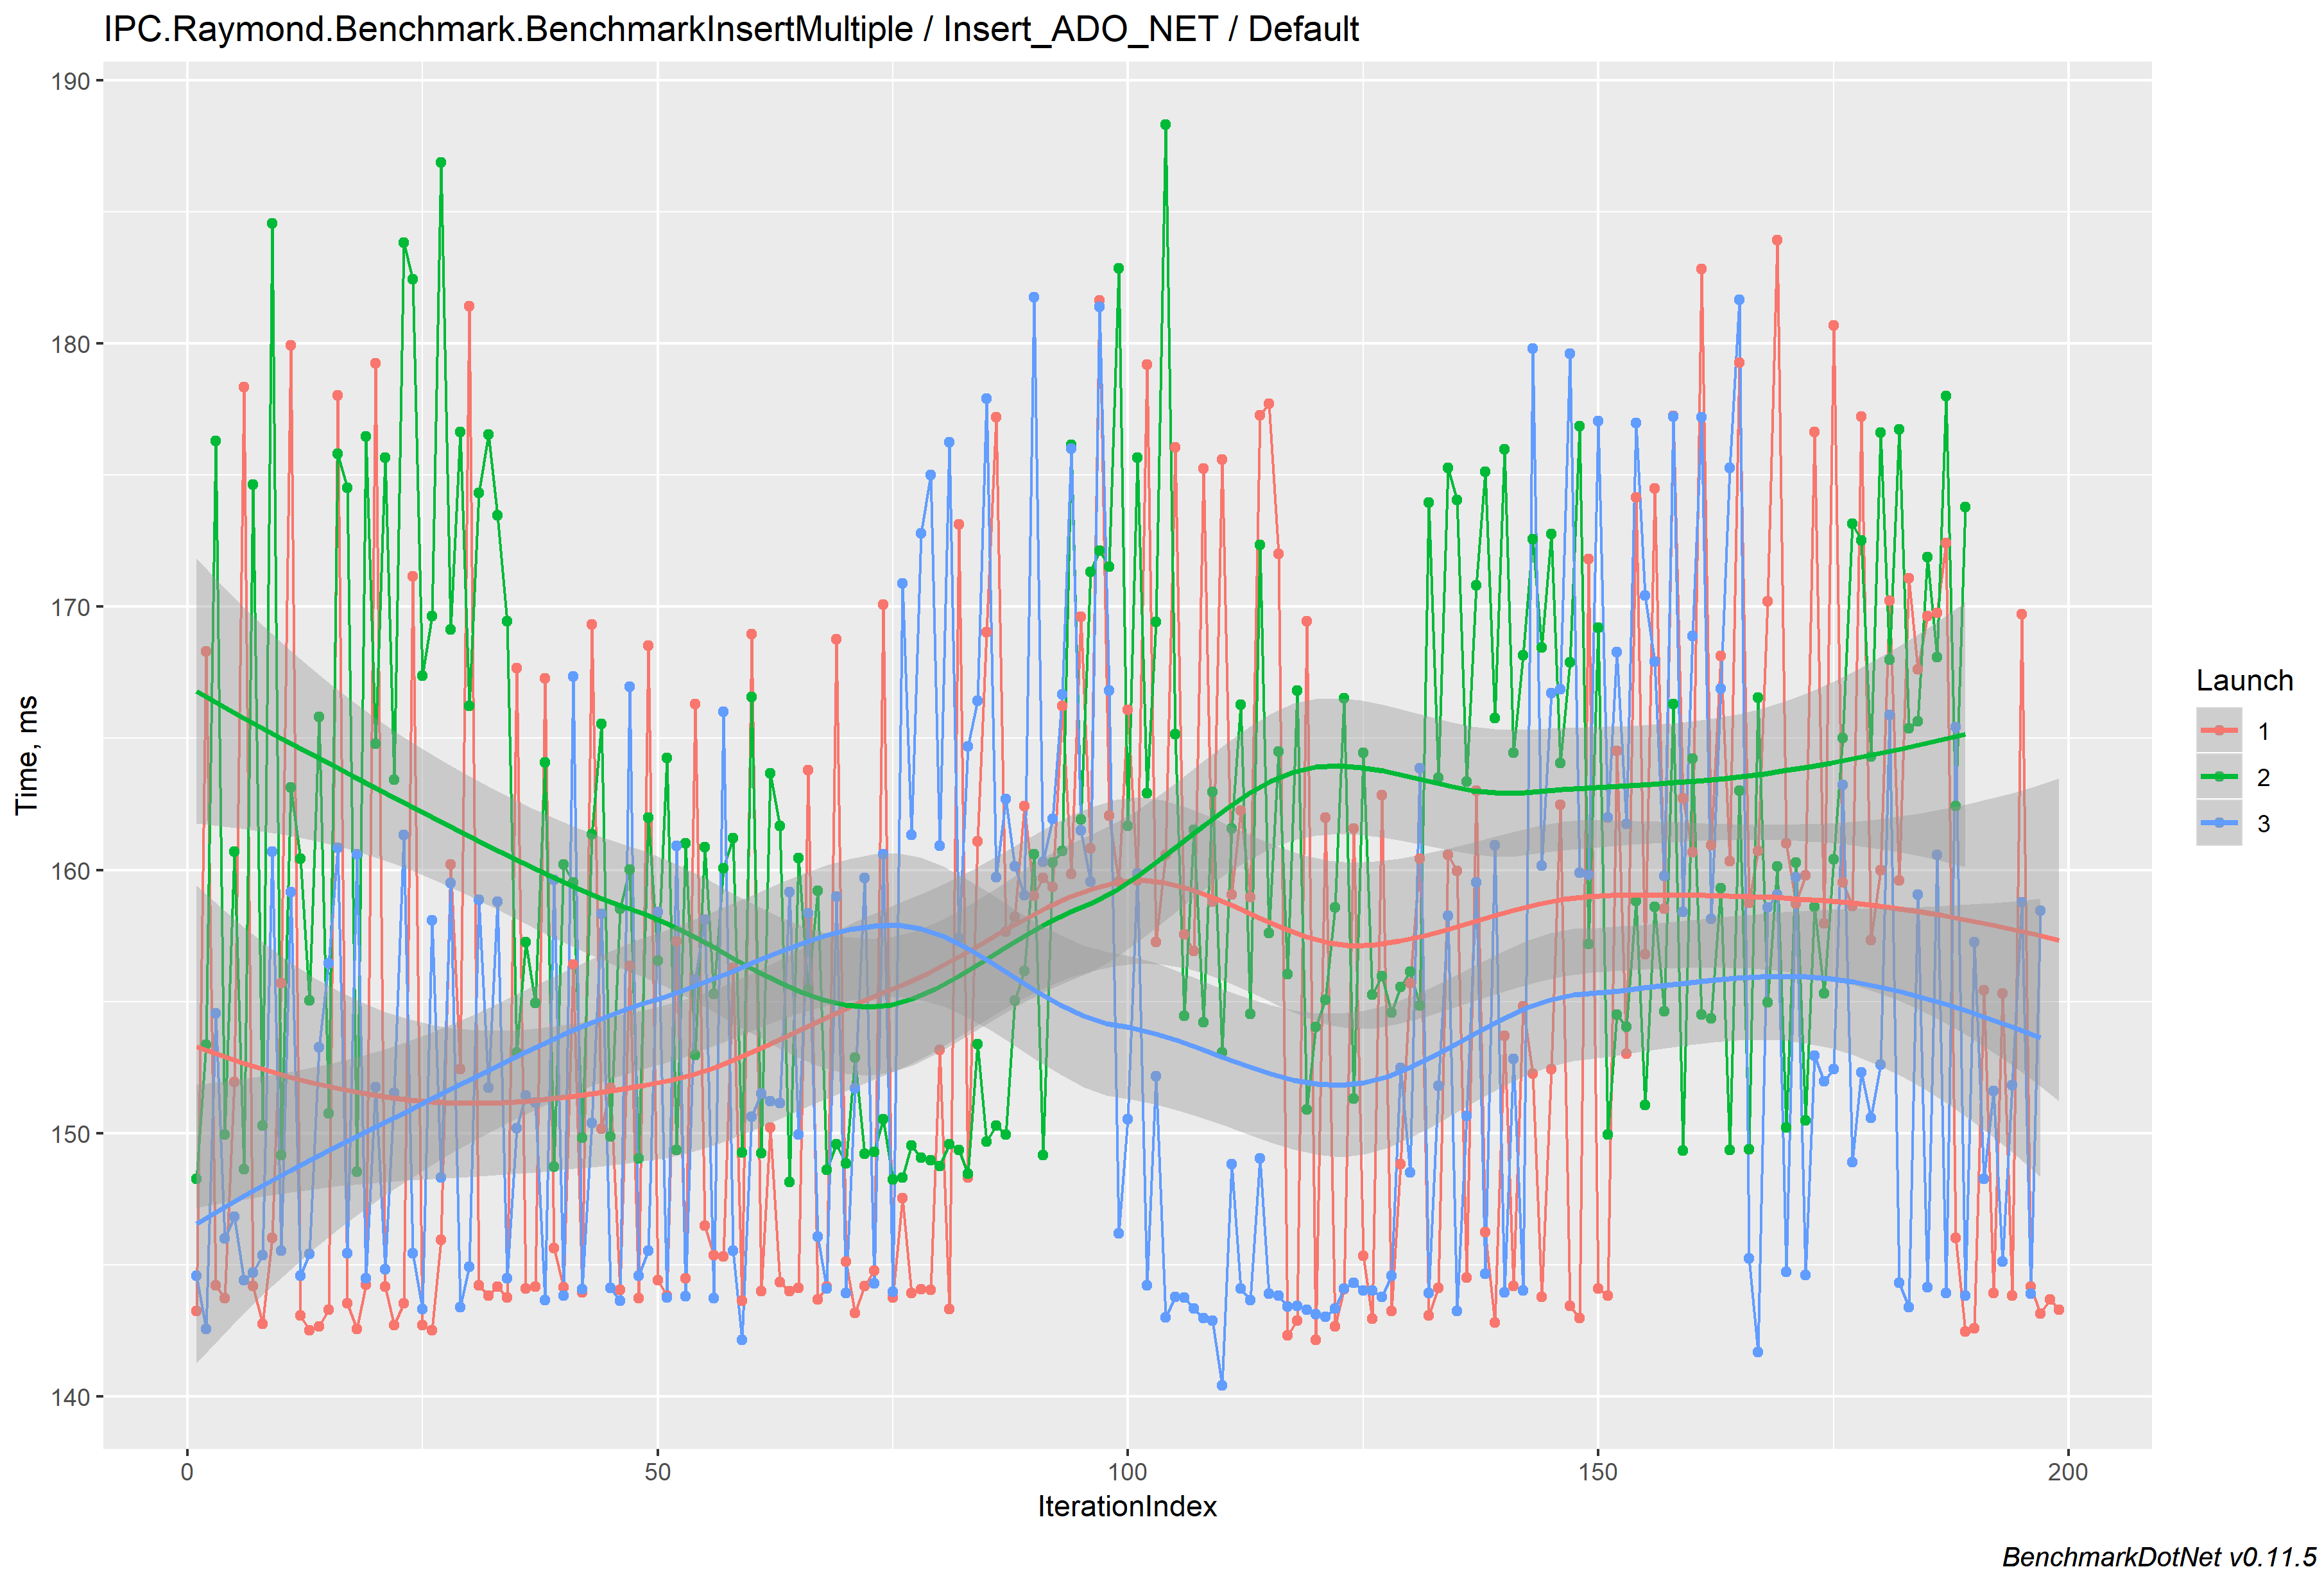 IPC.Raymond.Benchmark.BenchmarkInsertMultiple / Insert_ADO_NET / Default
190
180
170
160
150
140
Time, ms
0 50 100 150 200
IterationIndex
Launch
1
2
3
BenchmarkDotNet v0.11.5